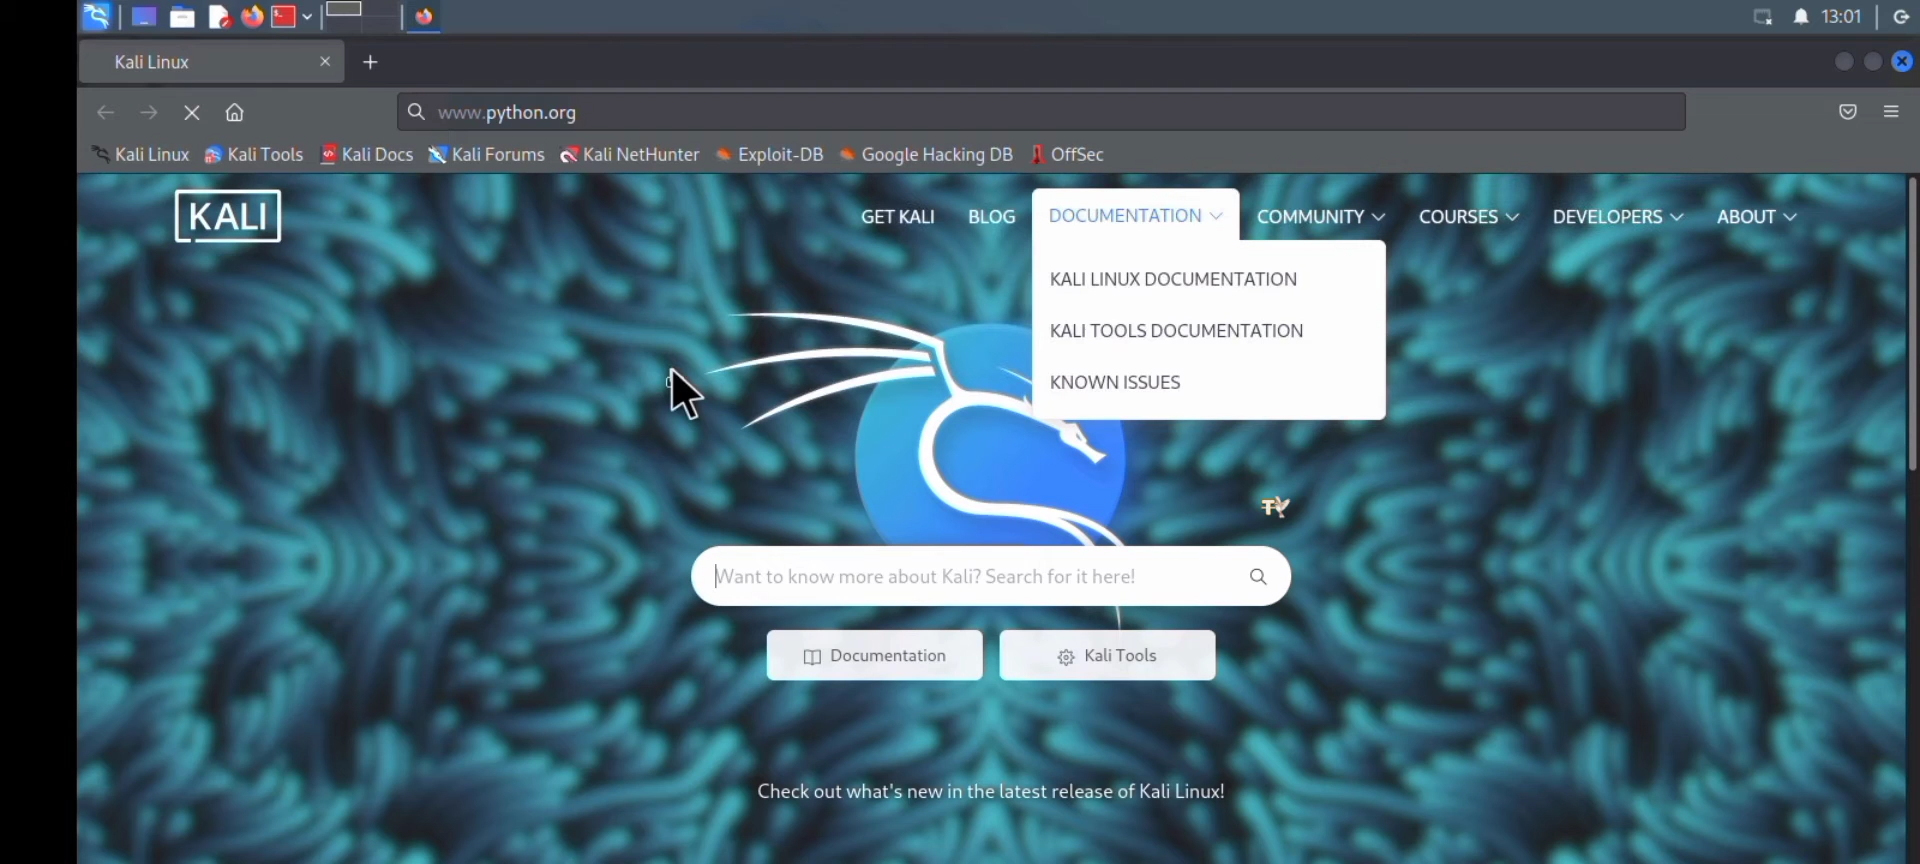 13:01
Kali Linux
www.python.org
Kali Linux Kali Tools Kali Docs Kali Forums Kali NetHunter Exploit-DB Google Hacking DB OffSec
KALI GET KALI BLOG DOCUMENTATION COMMUNITY COURSES DEVELOPERS ABOUT
KALI LINUX DOCUMENTATION
KALI TOOLS DOCUMENTATION
KNOWN ISSUES
Want to know more about Kali? Search for it here!
Documentation Kali Tools
Check out what's new in the latest release of Kali Linux!